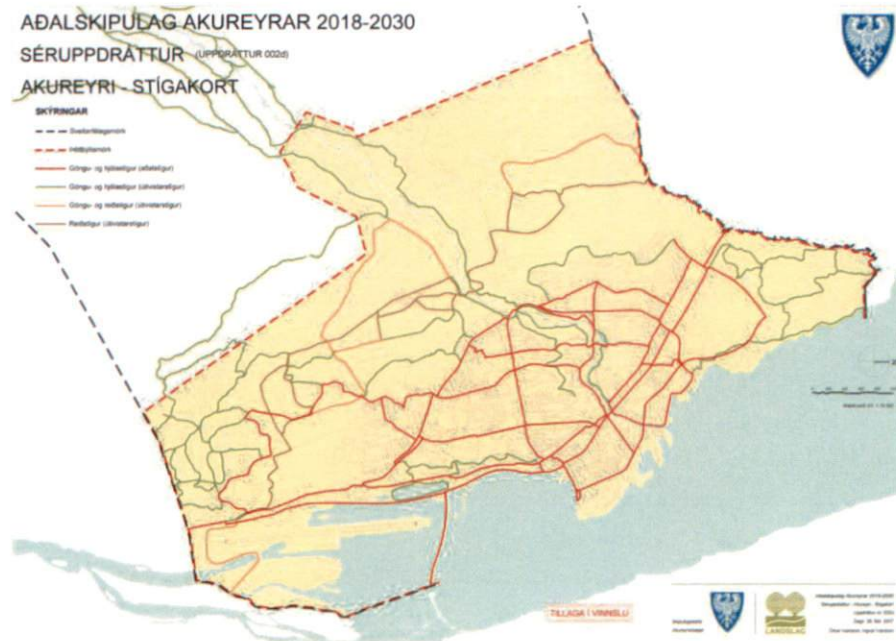 AÐALSKIPULAG AKUREYRAR 2018-2030
SÉRUPPDRÁTTUR (UPPDRÁTTUR 002d)
AKUREYRI - STÍGAKORT
SKÝRINGAR
Sveitarfélagsmörk
Þéttbýlismörk
Göngu- og hjólastígur (aðalstígur)
Göngu- og hjólastígur (útivistarstígur)
Göngu- og reiðstígur (útivistarstígur)
Reiðstígur (útivistarstígur)
TILLAGA Í VINNSLU
LANDSLAG